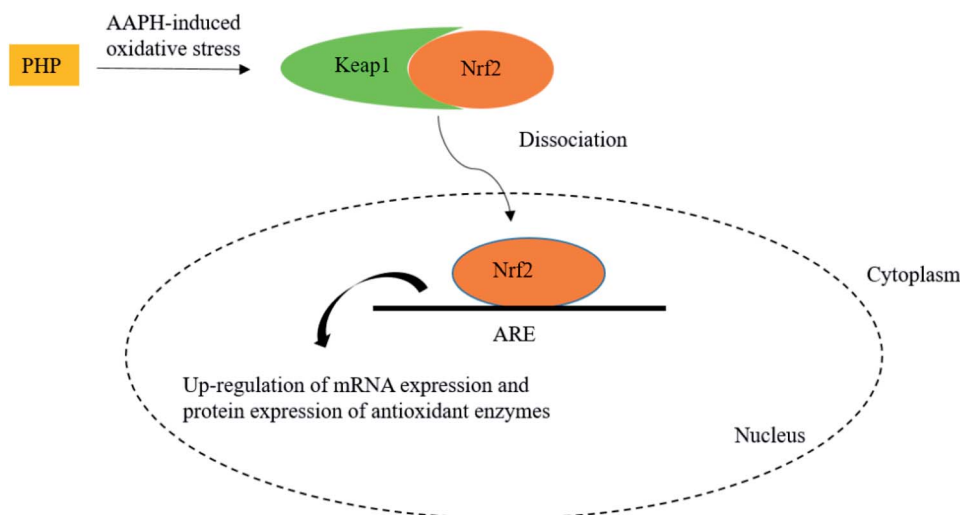 AAPH-induced
oxidative stress
PHP
Keap1
Nrf2
Dissociation
Nrf2
Cytoplasm
ARE
Up-regulation of mRNA expression and
protein expression of antioxidant enzymes
Nucleus